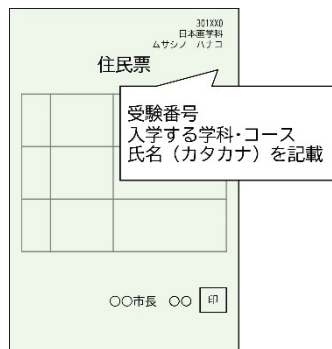 301XX0
日本画学科
ムサシノ ハナコ
住民票
受験番号
入学する学科・コース
氏名（カタカナ）を記載
○○市長 ○○ 印